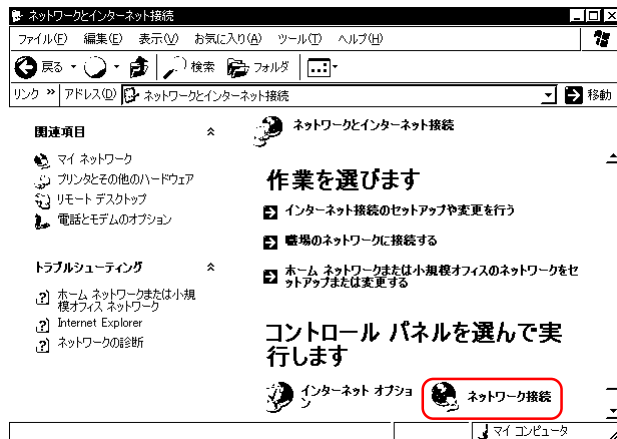 ネットワークとインターネット接続
ファイル(F) 編集(E) 表示(V) お気に入り(A) ツール(T) ヘルプ(H)
戻る 検索 フォルダ
リンク » アドレス(D) ネットワークとインターネット接続 移動
関連項目
マイ ネットワーク
プリンタとその他のハードウェア
リモート デスクトップ
電話とモデムのオプション
トラブルシューティング
ホーム ネットワークまたは小規
模オフィス ネットワーク
Internet Explorer
ネットワークの診断
ネットワークとインターネット接続
作業を選びます
インターネット接続のセットアップや変更を行う
職場のネットワークに接続する
ホーム ネットワークまたは小規模オフィスのネットワークをセ
ットアップまたは変更する
コントロール パネルを選んで実
行します
インターネット オプショ
ン
ネットワーク接続
マイ コンピュータ